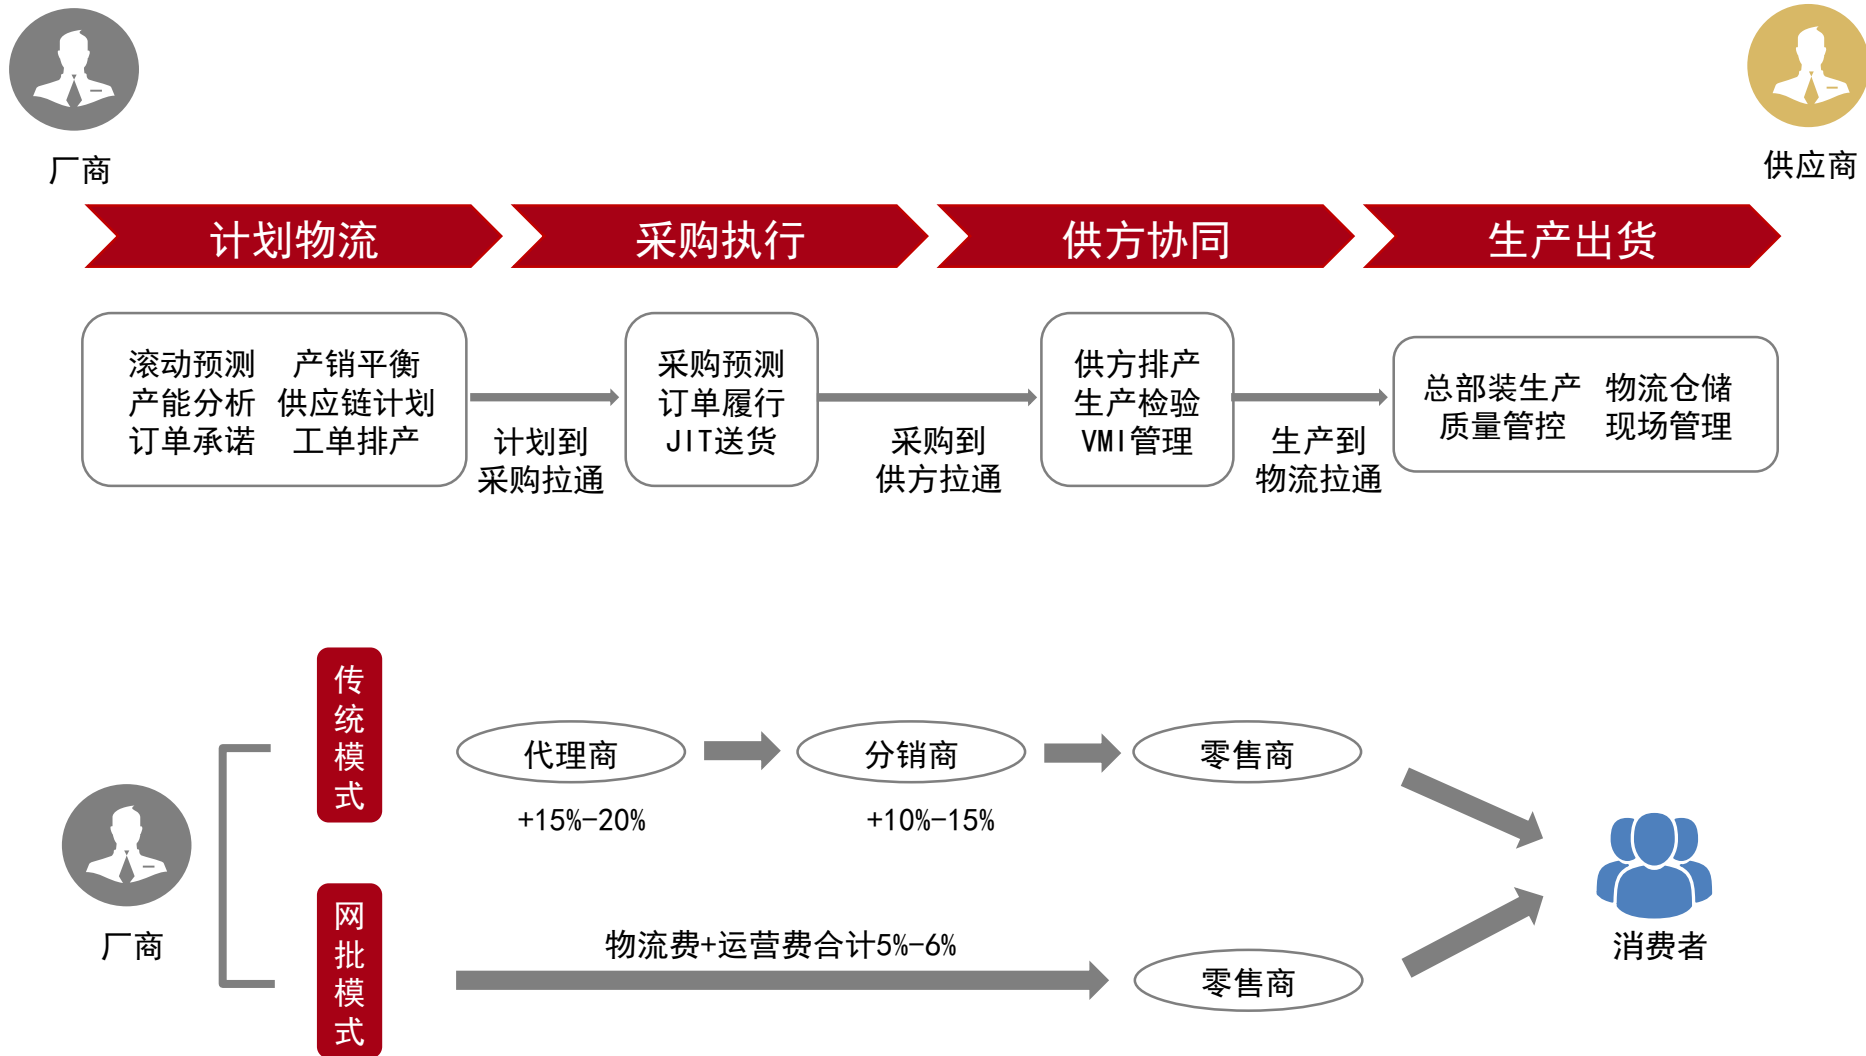 厂商
供应商
计划物流
采购执行
供方协同
生产出货
滚动预测 产销平衡
产能分析 供应链计划
订单承诺 工单排产
计划到
采购拉通
采购预测
订单履行
JIT送货
采购到
供方拉通
供方排产
生产检验
VMI管理
生产到
物流拉通
总部装生产 物流仓储
质量管控 现场管理
厂商
传统模式
代理商
+15%-20%
分销商
+10%-15%
零售商
网批模式
物流费+运营费合计5%-6%
零售商
消费者